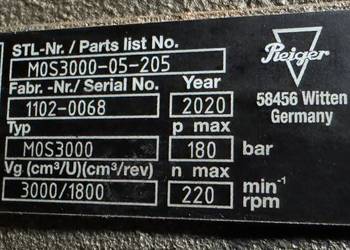 STL-Nr. / Parts list No.
M0S3000-05-205
Fabr.-Nr./ Serial No. Year
1102-0068 2020
Typ p max
M0S3000 180 bar
Vg (cm³/U)(cm³/rev) n max
3000/1800 220 min⁻¹ rpm
Pleiger
58456 Witten
Germany